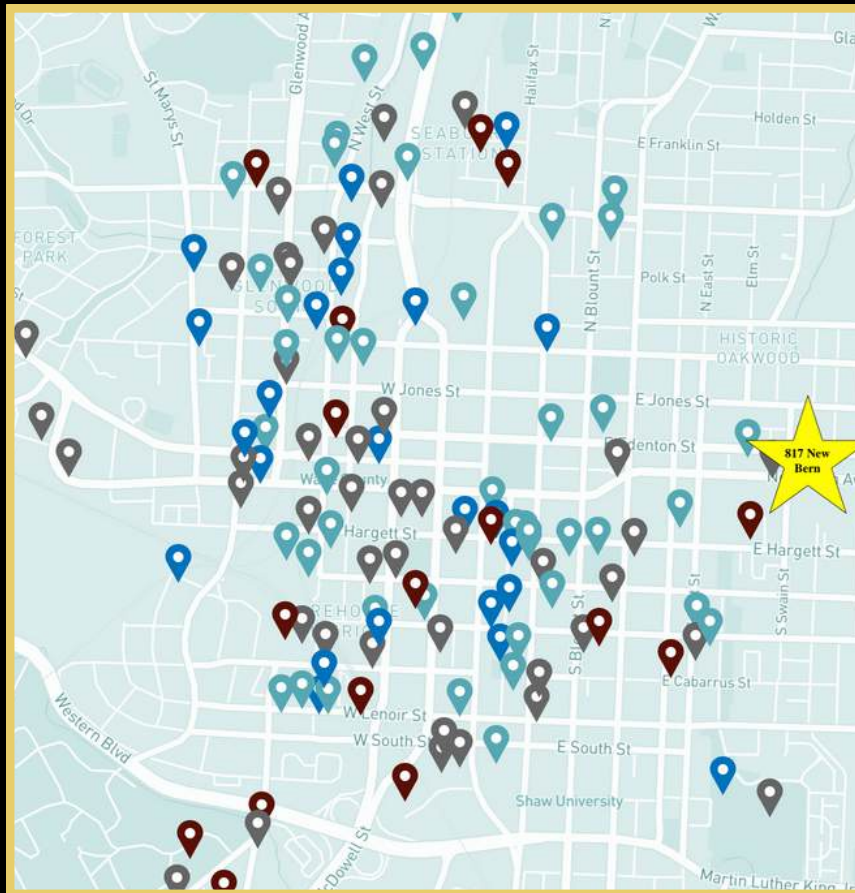 Glenwood A
St Marys St
N West St
Halifax St
Holden St
E Franklin St
STATION
FOREST
PARK
Polk St
N Blount St
N East St
Elm St
HISTORIC
OAKWOOD
W Jones St
E Jones St
E Edenton St
817 New
Bern
Hargett St
E Hargett St
S Swain St
E Cabarrus St
W Lenoir St
Western Blvd
W South St
E South St
Shaw University
McDowell St
Martin Luther King